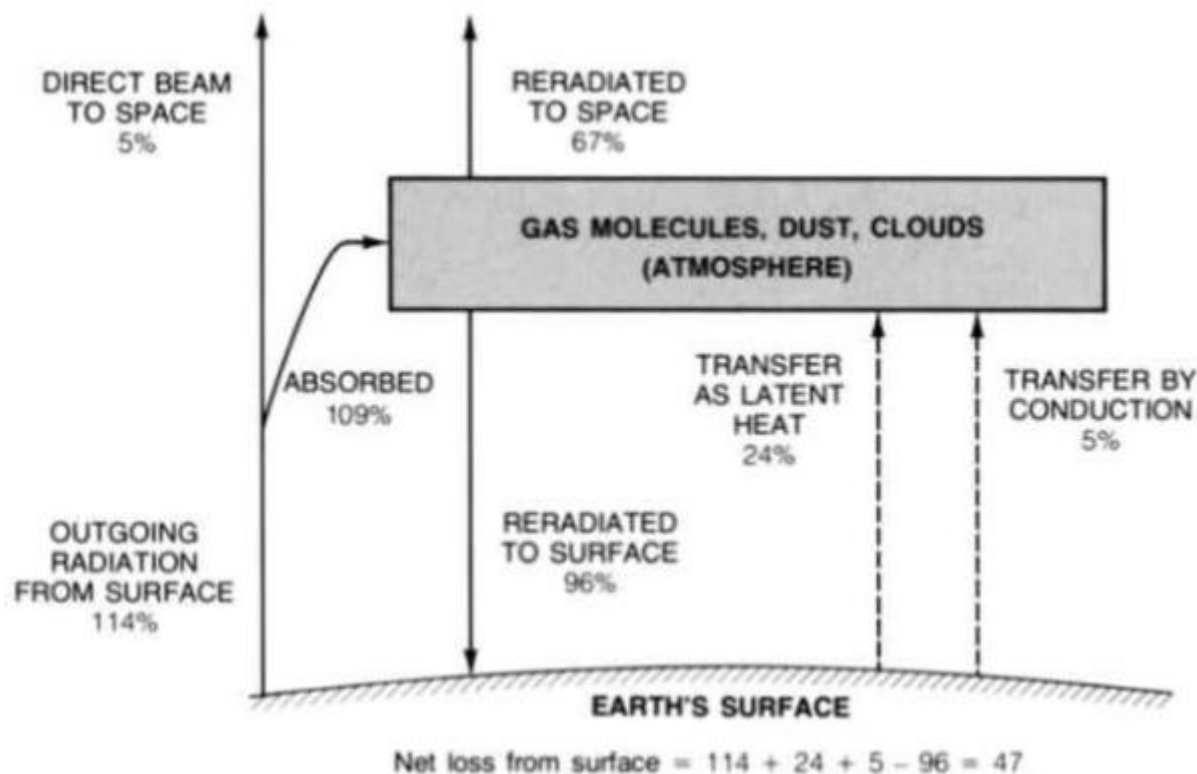 DIRECT BEAM
TO SPACE
5%
RERADIATED
TO SPACE
67%
GAS MOLECULES, DUST, CLOUDS
(ATMOSPHERE)
ABSORBED
109%
TRANSFER
AS LATENT
HEAT
24%
TRANSFER BY
CONDUCTION
5%
OUTGOING
RADIATION
FROM SURFACE
114%
RERADIATED
TO SURFACE
96%
EARTH'S SURFACE
Net loss from surface = 114 + 24 + 5 – 96 = 47